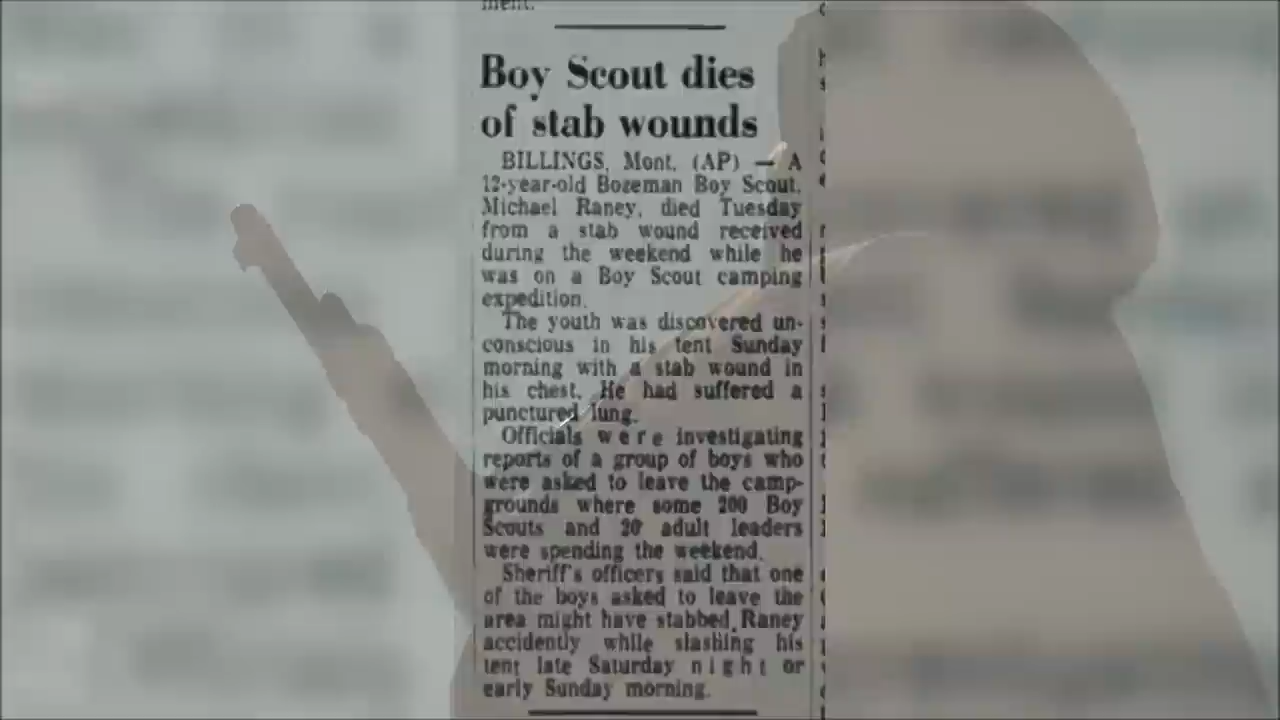 ment.
Boy Scout dies
of stab wounds
BILLINGS, Mont. (AP) — A
12-year-old Bozeman Boy Scout,
Michael Raney, died Tuesday
from a stab wound received
during the weekend while he
was on a Boy Scout camping
expedition.
The youth was discovered un-
conscious in his tent Sunday
morning with a stab wound in
his chest. He had suffered a
punctured lung.
Officials were investigating
reports of a group of boys who
were asked to leave the camp-
grounds where some 200 Boy
Scouts and 20 adult leaders
were spending the weekend.
Sheriff's officers said that one
of the boys asked to leave the
area might have stabbed Raney
accidently while slashing his
tent late Saturday night or
early Sunday morning.